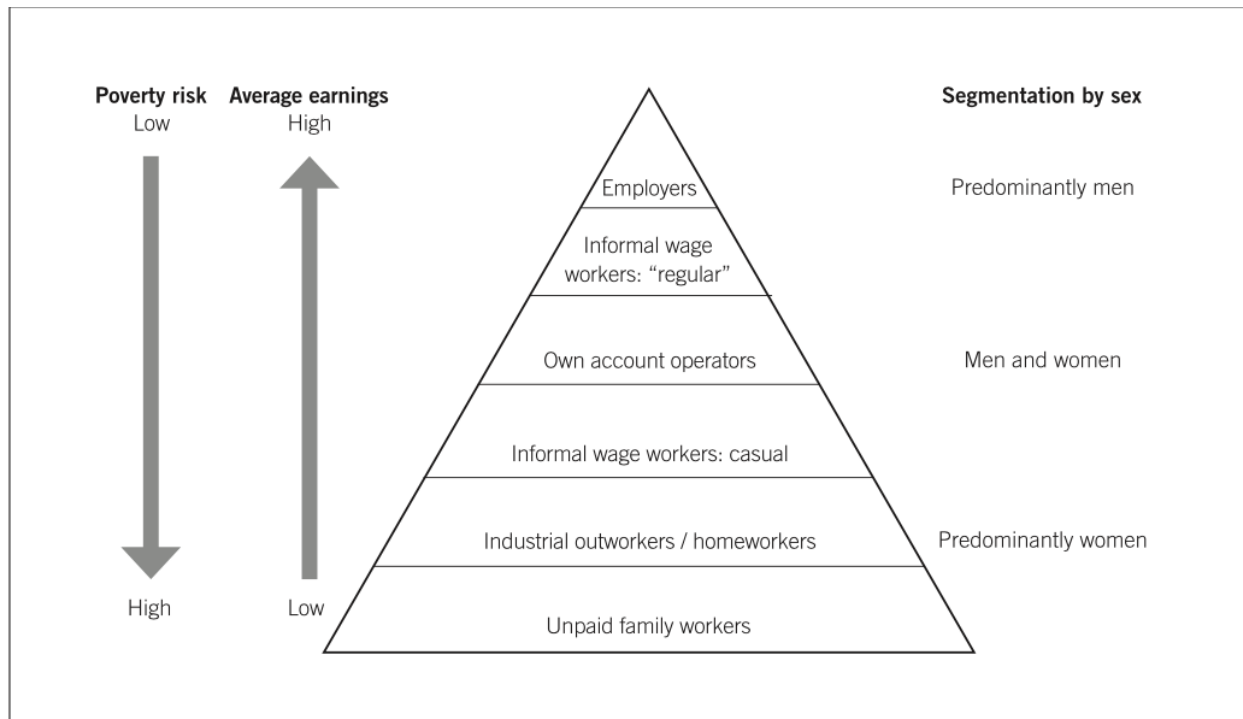 Poverty risk
Low
Average earnings
High
Segmentation by sex
Employers
Predominantly men
Informal wage
workers: “regular”
Own account operators
Men and women
Informal wage workers: casual
Industrial outworkers / homeworkers
Predominantly women
High
Low
Unpaid family workers